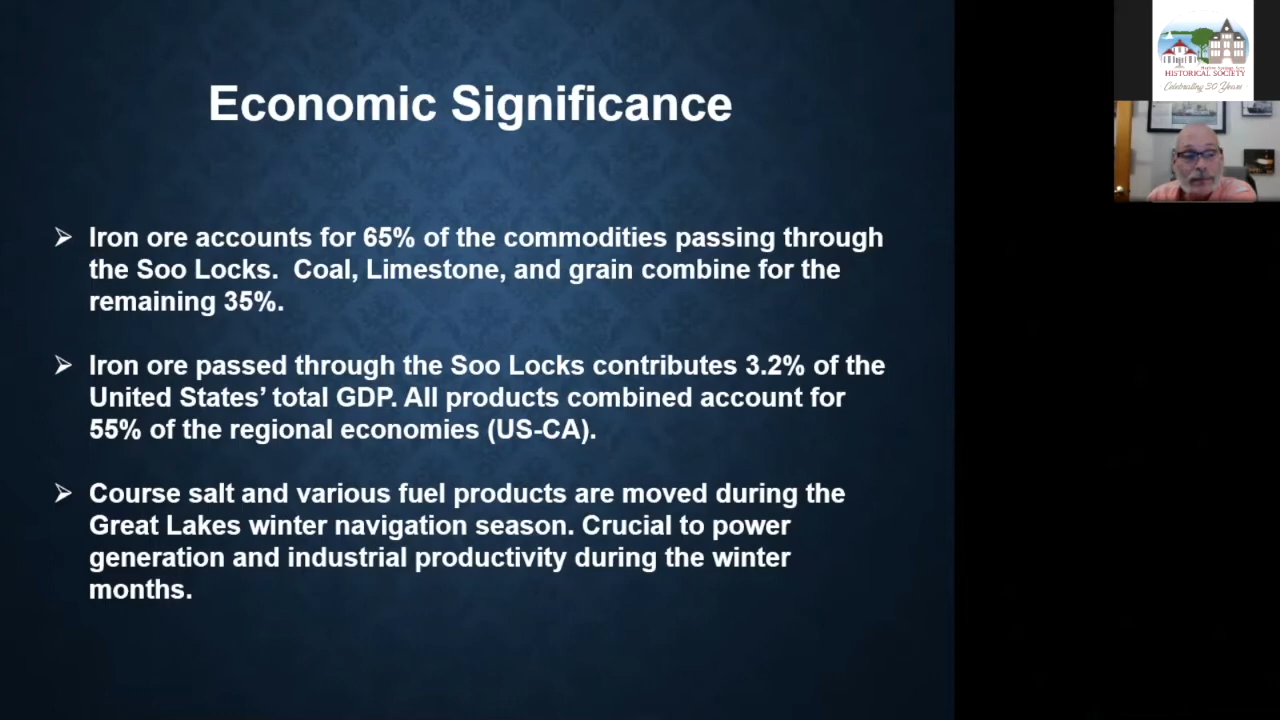 Economic Significance
Iron ore accounts for 65% of the commodities passing through
the Soo Locks.  Coal, Limestone, and grain combine for the
remaining 35%.
Iron ore passed through the Soo Locks contributes 3.2% of the
United States’ total GDP. All products combined account for
55% of the regional economies (US-CA).
Course salt and various fuel products are moved during the
Great Lakes winter navigation season. Crucial to power
generation and industrial productivity during the winter
months.
HISTORICAL SOCIETY
Celebrating 50 Years